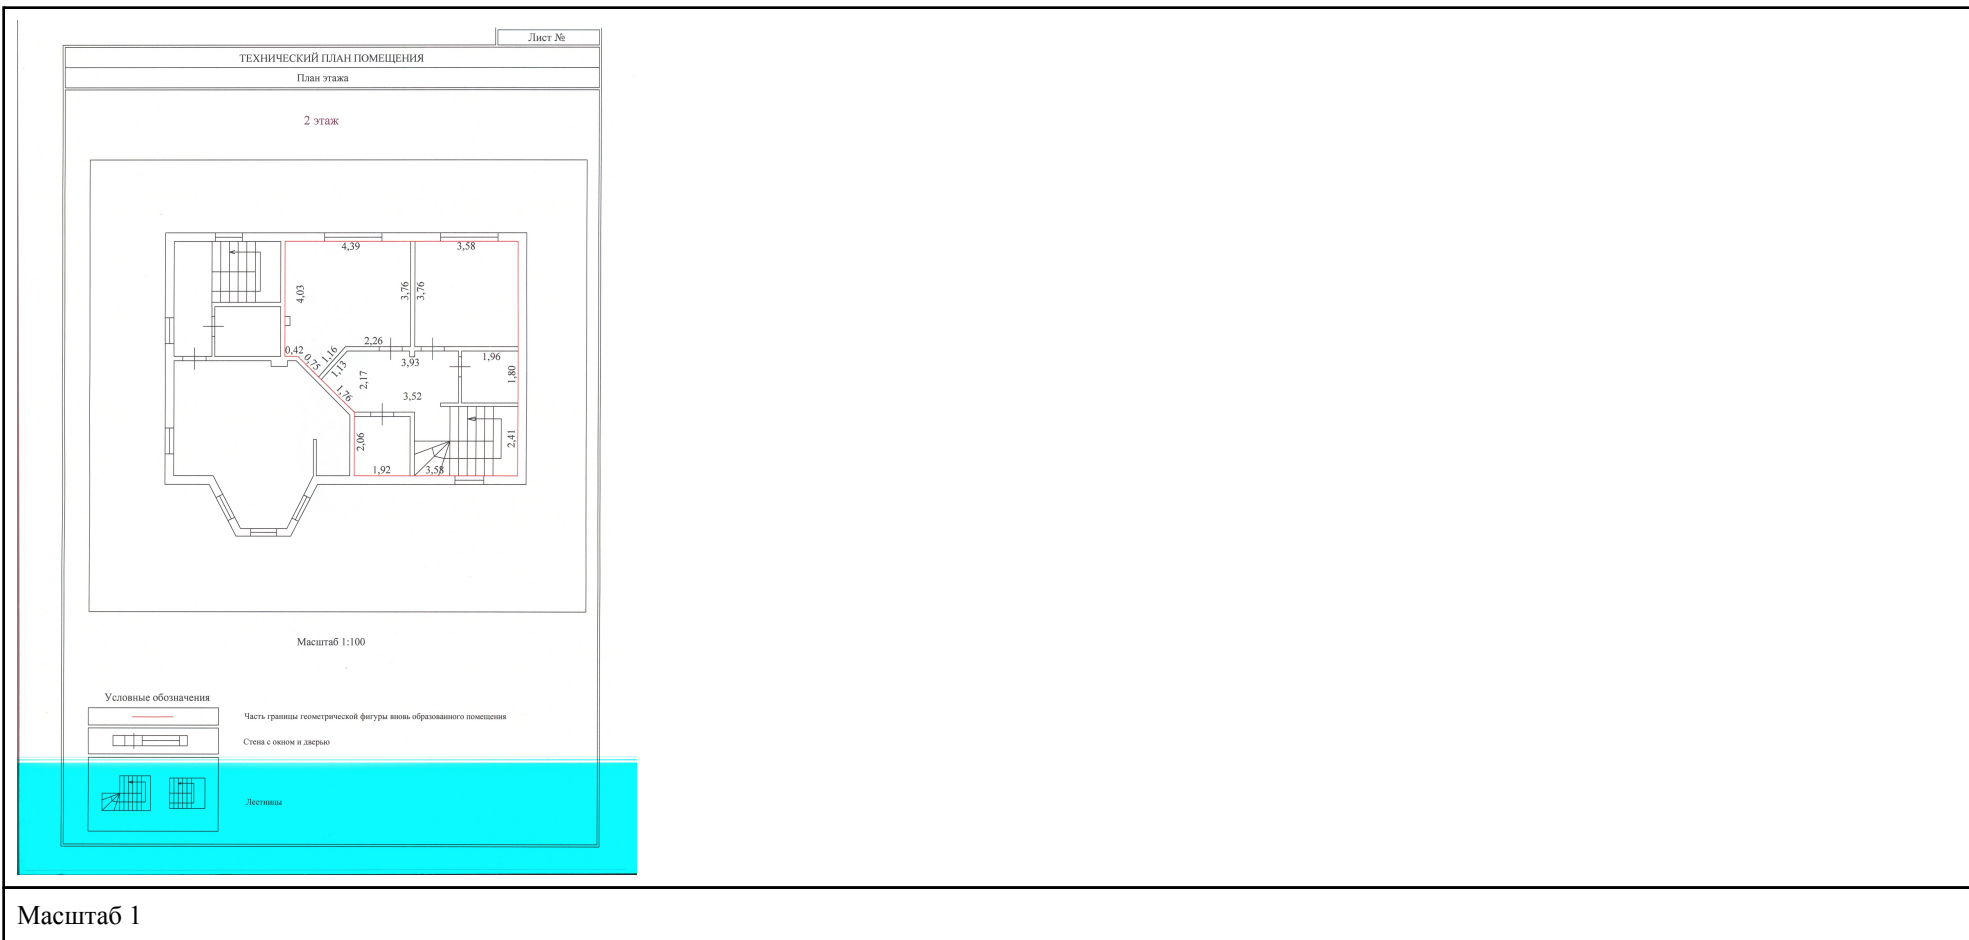 Лист №
ТЕХНИЧЕСКИЙ ПЛАН ПОМЕЩЕНИЯ
План этажа
2 этаж
4,39
3,58
4,03
3,76
3,76
0,42
0,75
1,16
1,13
2,26
3,93
1,96
1,80
2,17
1,76
3,52
2,06
2,41
1,92
3,58
Масштаб 1:100
Условные обозначения
Часть границы геометрической фигуры вновь образованного помещения
Стена с окном и дверью
Лестницы
Масштаб 1